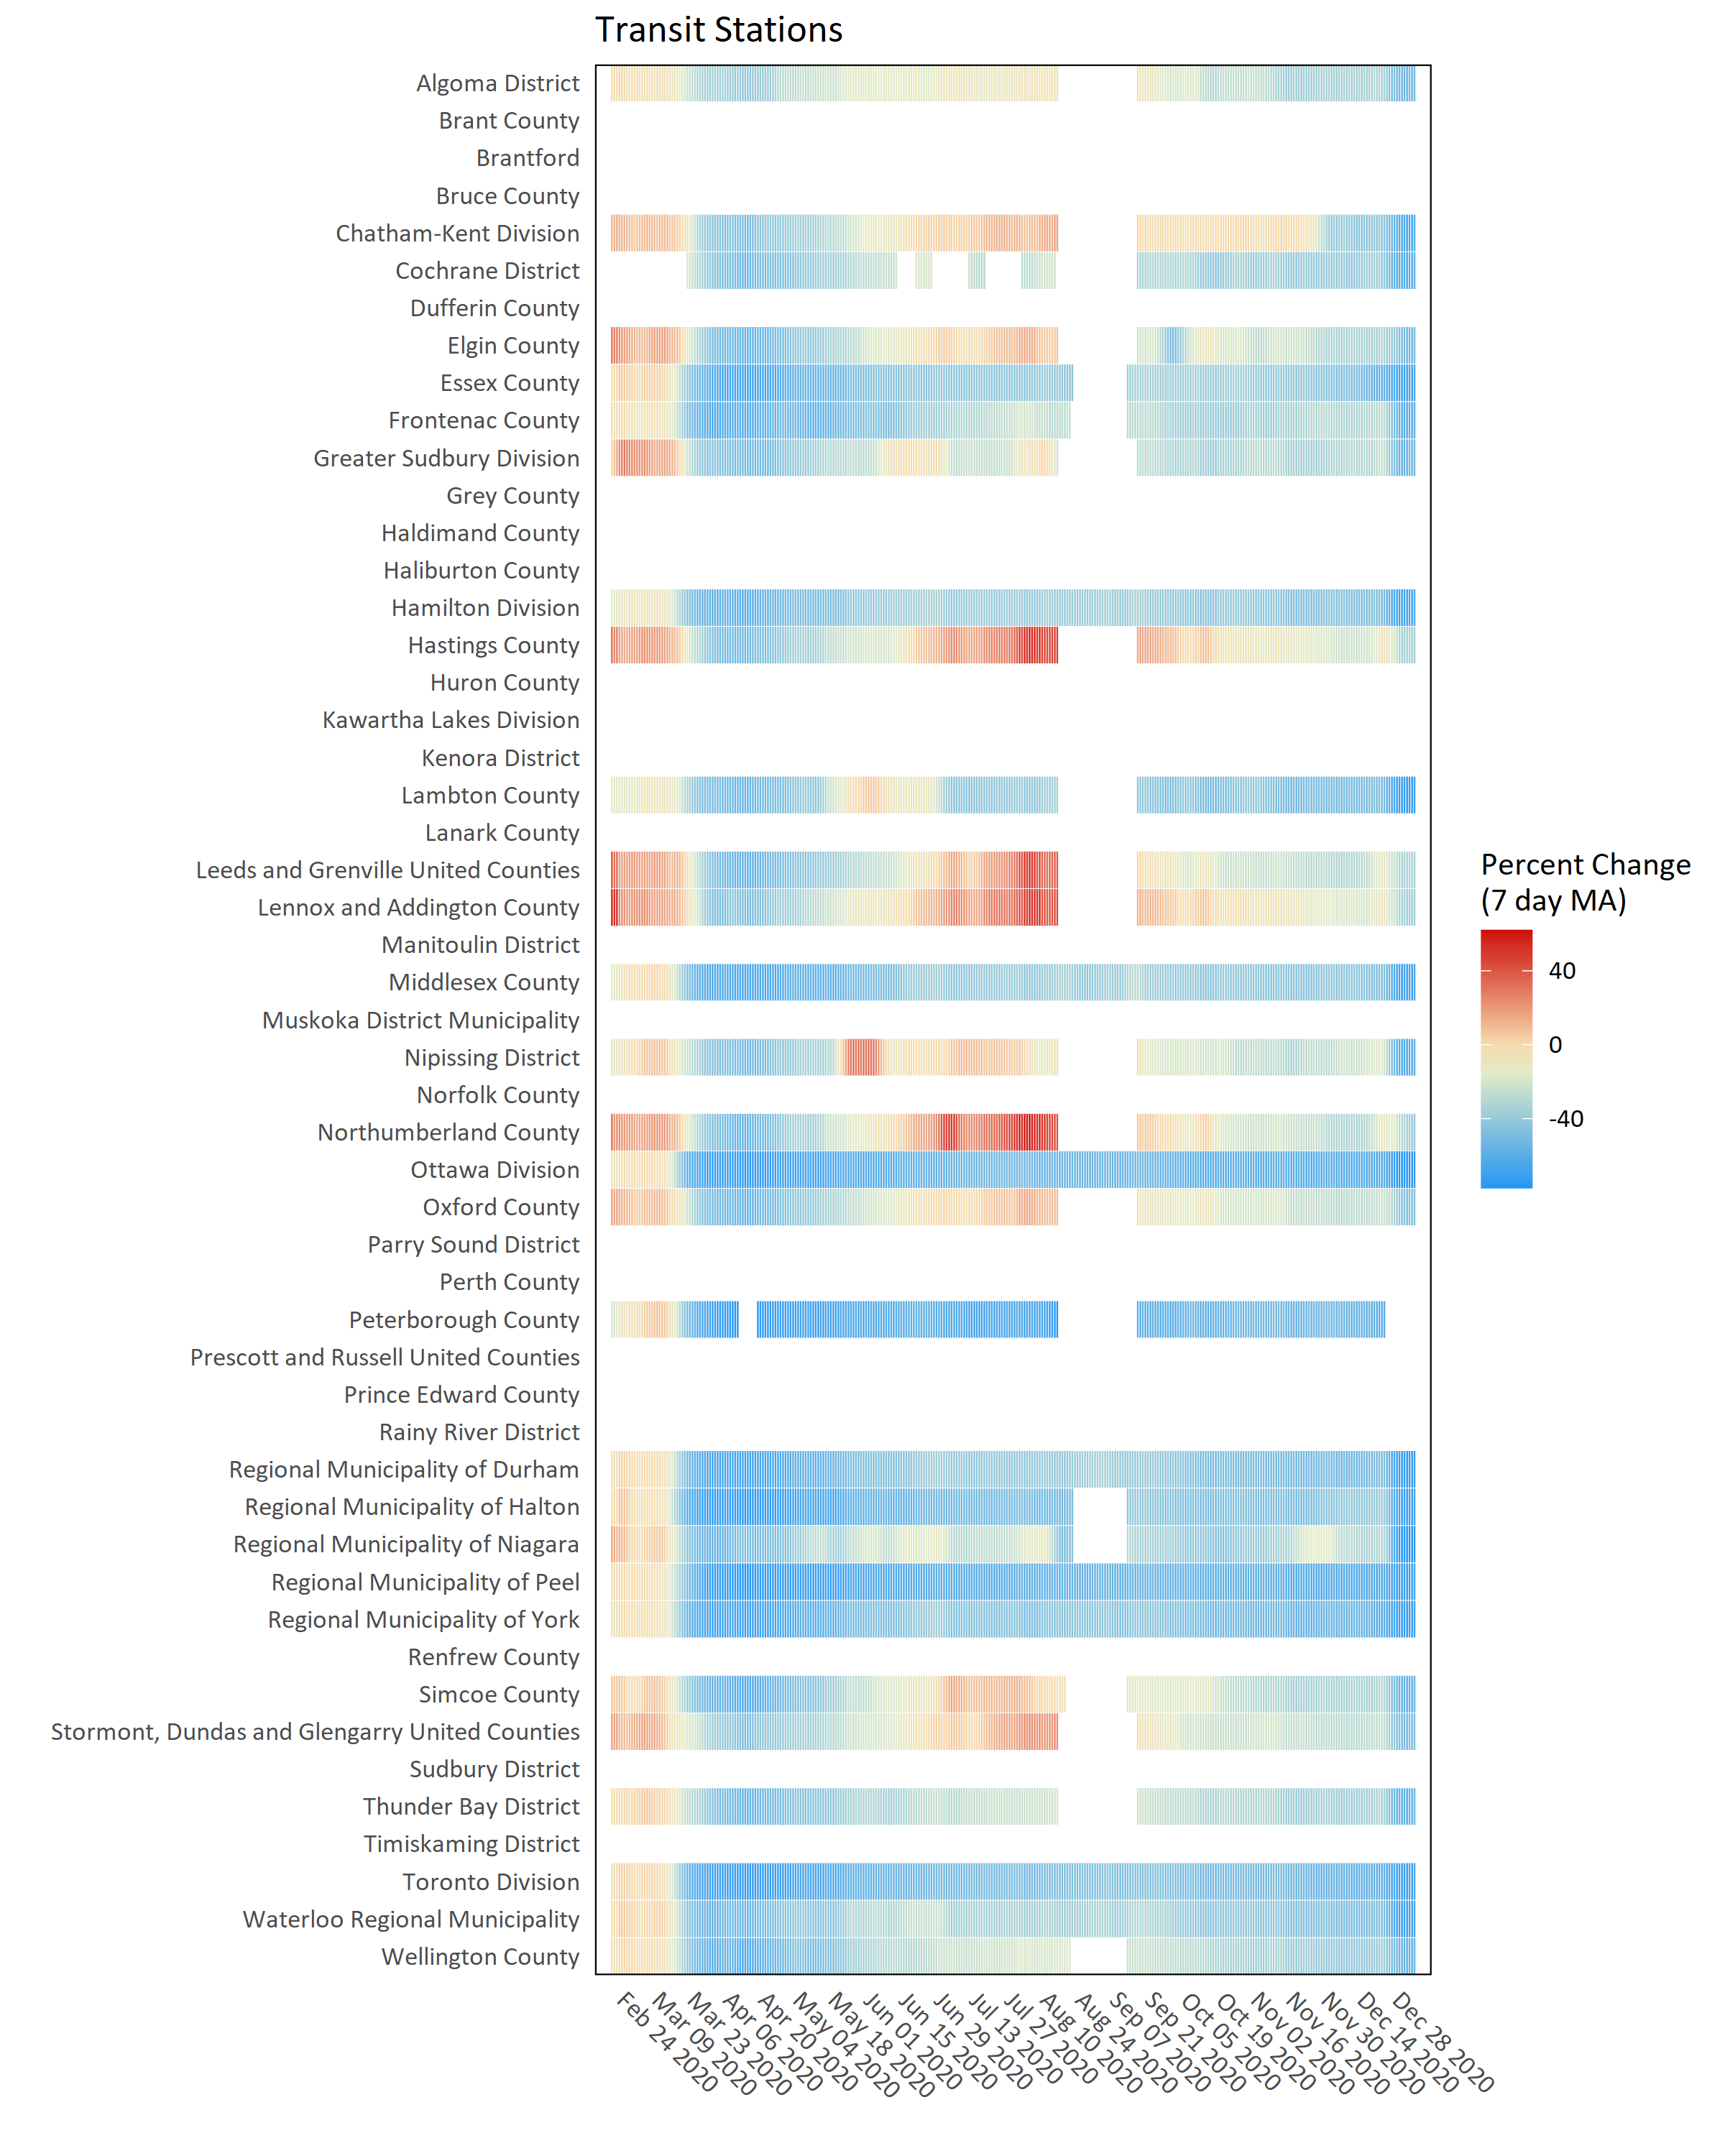 Transit Stations
Algoma District
Brant County
Brantford
Bruce County
Chatham-Kent Division
Cochrane District
Dufferin County
Elgin County
Essex County
Frontenac County
Greater Sudbury Division
Grey County
Haldimand County
Haliburton County
Hamilton Division
Hastings County
Huron County
Kawartha Lakes Division
Kenora District
Lambton County
Lanark County
Leeds and Grenville United Counties
Lennox and Addington County
Manitoulin District
Middlesex County
Muskoka District Municipality
Nipissing District
Norfolk County
Northumberland County
Ottawa Division
Oxford County
Parry Sound District
Perth County
Peterborough County
Prescott and Russell United Counties
Prince Edward County
Rainy River District
Regional Municipality of Durham
Regional Municipality of Halton
Regional Municipality of Niagara
Regional Municipality of Peel
Regional Municipality of York
Renfrew County
Simcoe County
Stormont, Dundas and Glengarry United Counties
Sudbury District
Thunder Bay District
Timiskaming District
Toronto Division
Waterloo Regional Municipality
Wellington County
Feb 24 2020
Mar 09 2020
Mar 23 2020
Apr 06 2020
Apr 20 2020
May 04 2020
May 18 2020
Jun 01 2020
Jun 15 2020
Jun 29 2020
Jul 13 2020
Jul 27 2020
Aug 10 2020
Aug 24 2020
Sep 07 2020
Sep 21 2020
Oct 05 2020
Oct 19 2020
Nov 02 2020
Nov 16 2020
Nov 30 2020
Dec 14 2020
Dec 28 2020
Percent Change
(7 day MA)
40
0
-40